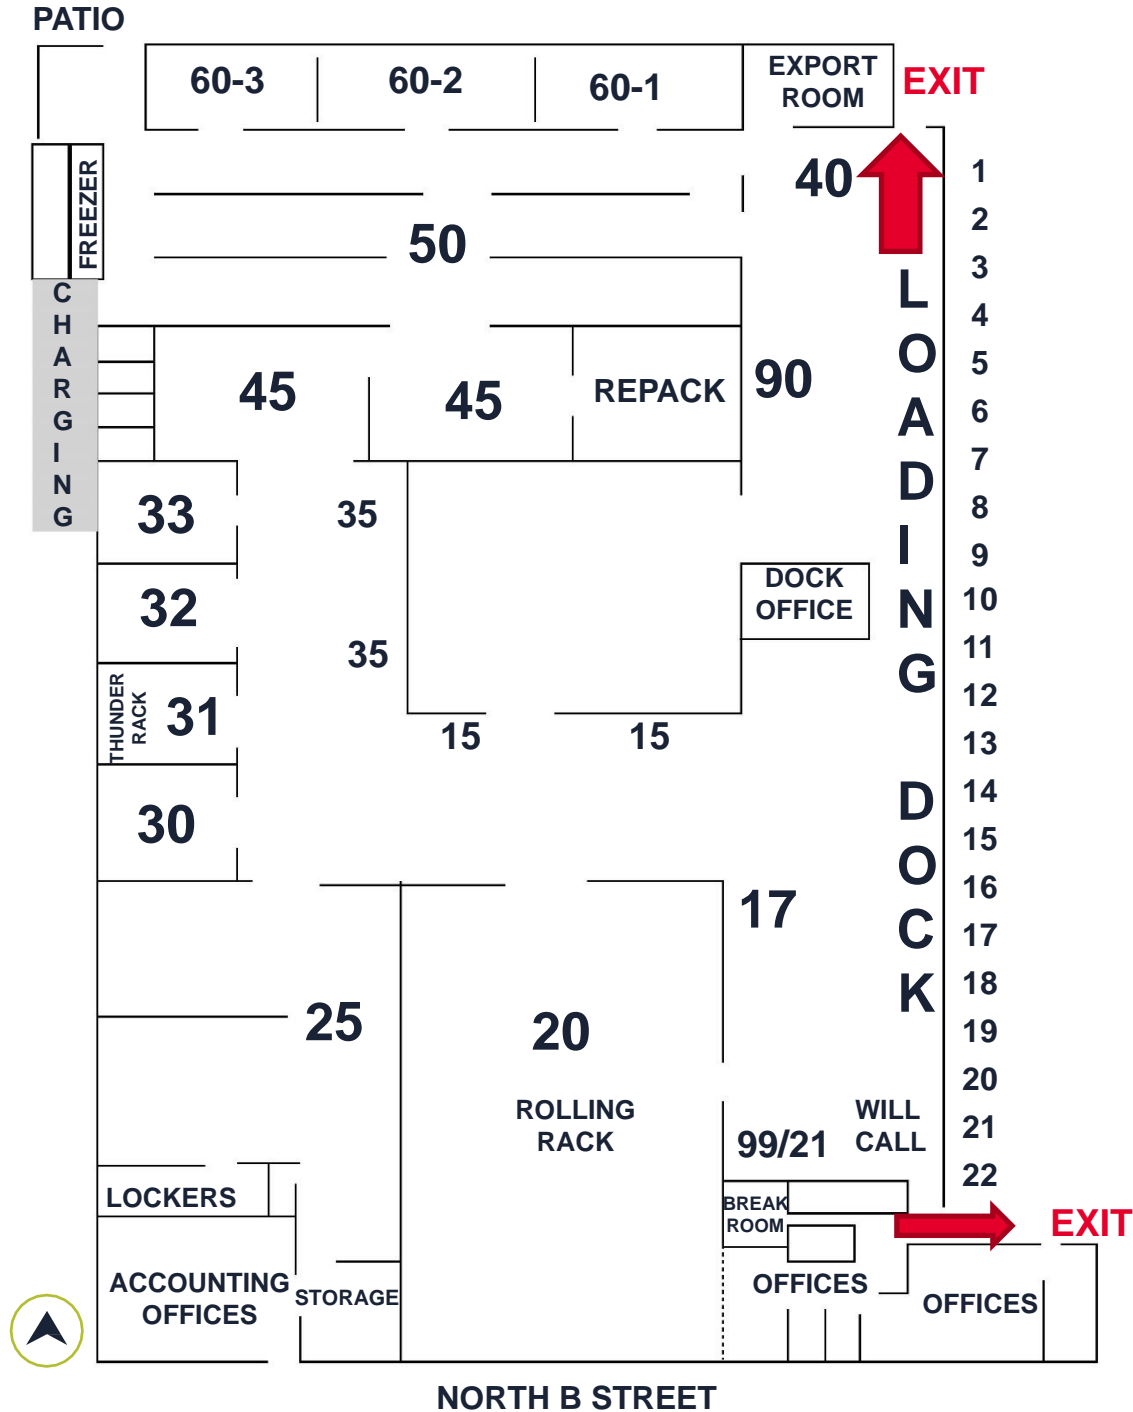 PATIO
60-3
60-2
60-1
EXPORT
ROOM
EXIT
FREEZER
40
50
CHARGING
45
45
REPACK
90
LOADING DOCK
1
2
3
4
5
6
7
8
9
10
11
12
13
14
15
16
17
18
19
20
21
22
33
35
32
35
DOCK
OFFICE
THUNDER
RACK
31
15
15
30
17
25
20
ROLLING
RACK
WILL
CALL
99/21
LOCKERS
BREAK
ROOM
EXIT
ACCOUNTING
OFFICES
STORAGE
OFFICES
OFFICES
NORTH B STREET